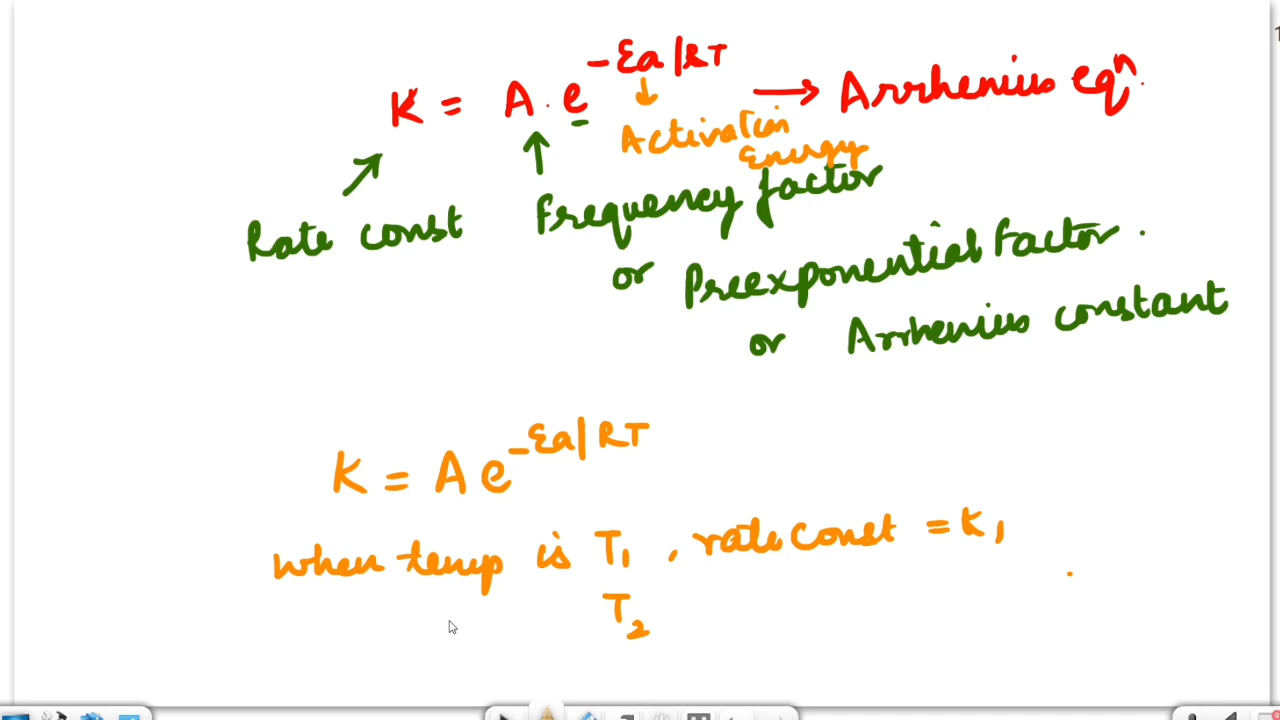 K = A . e^-Ea/RT → Arrhenius eqn.
Activation
Energy
Rate const
Frequency factor
or Preexponential Factor.
or Arrhenius constant
K = A e^-Ea/RT
When temp is T1 , rate const = K1
T2